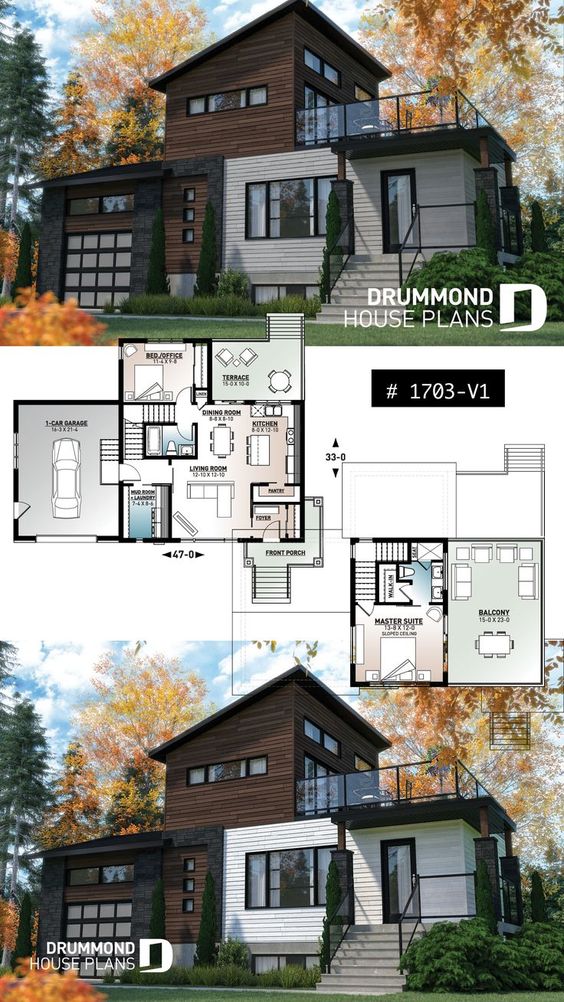 DRUMMOND
HOUSE PLANS
# 1703-V1
BED./OFFICE
11-4 X 9-8
TERRACE
15-0 X 10-0
LINEN
DINING ROOM
8-8 X 8-10
KITCHEN
8-0 X 12-10
1-CAR GARAGE
16-3 X 21-4
LIVING ROOM
12-10 X 12-10
PANTRY
MUD ROOM
+ LAUNDRY
7-4 X 8-6
FOYER
47-0
FRONT PORCH
33-0
SEAT
WALK-IN
BALCONY
15-0 X 23-0
MASTER SUITE
13-8 X 12-0
SLOPED CEILING
DRUMMOND
HOUSE PLANS